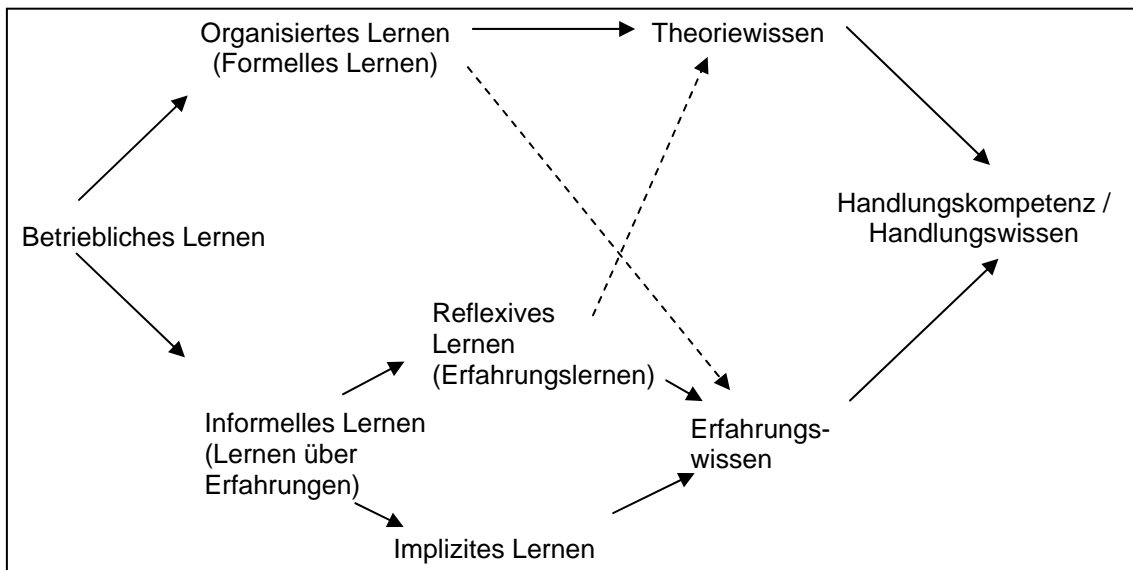 Organisiertes Lernen
(Formelles Lernen)
Theoriewissen
Handlungskompetenz /
Handlungswissen
Betriebliches Lernen
Reflexives
Lernen
(Erfahrungslernen)
Informelles Lernen
(Lernen über
Erfahrungen)
Erfahrungs-
wissen
Implizites Lernen